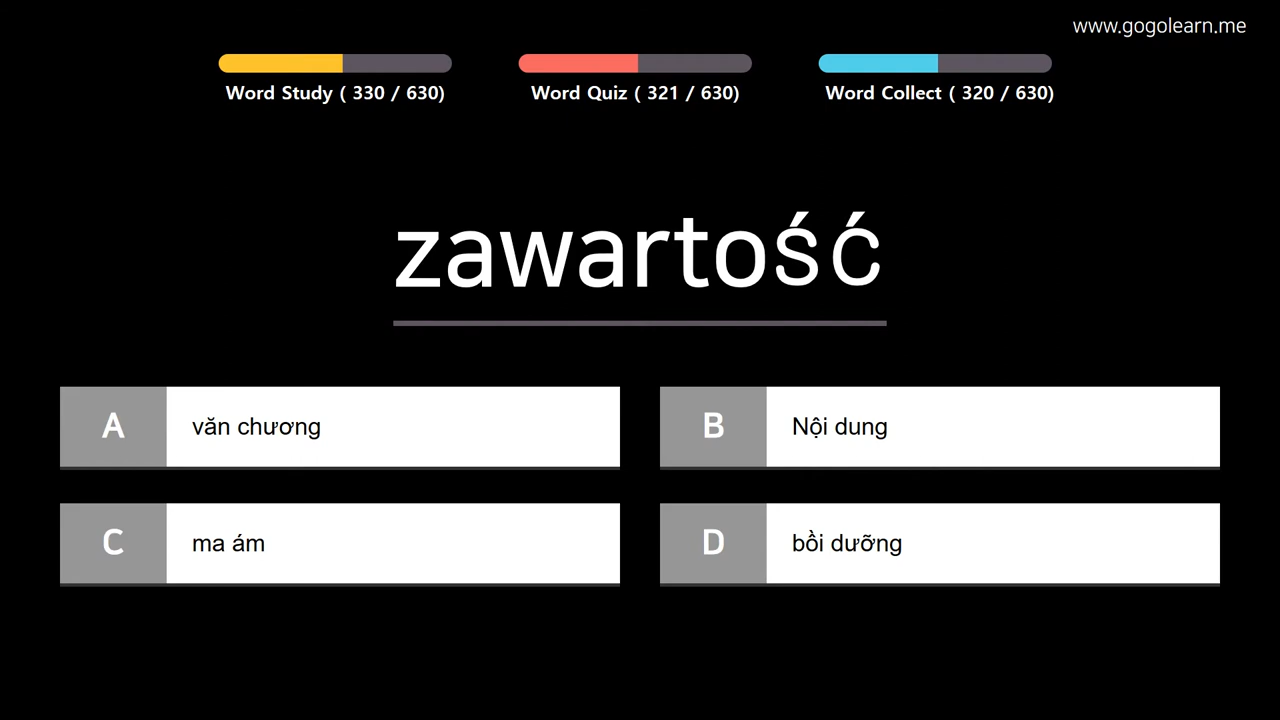 www.gogolearn.me
Word Study ( 330 / 630)
Word Quiz ( 321 / 630)
Word Collect ( 320 / 630)
zawartość
A văn chương
B Nội dung
C ma ám
D bồi dưỡng